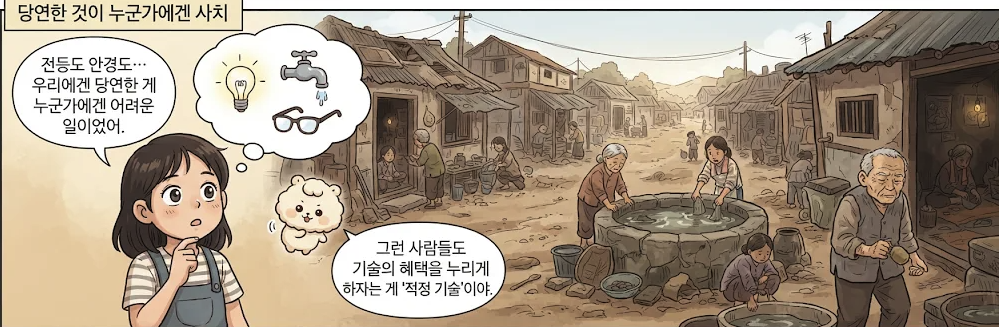 당연한 것이 누군가에겐 사치
전등도 안경도…
우리에겐 당연한 게
누군가에겐 어려운
일이었어.
그런 사람들도
기술의 혜택을 누리게
하자는 게 '적정 기술'이야.